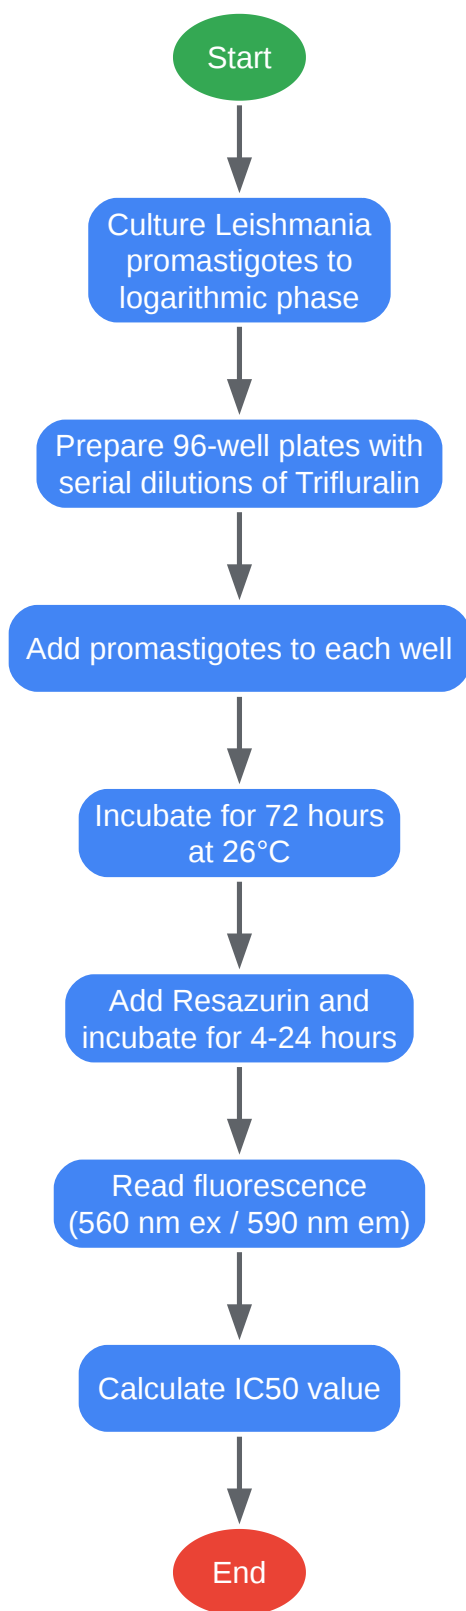 Start
Culture Leishmania
promastigotes to
logarithmic phase
Prepare 96-well plates with
serial dilutions of Trifluralin
Add promastigotes to each well
Incubate for 72 hours
at 26°C
Add Resazurin and
incubate for 4-24 hours
Read fluorescence
(560 nm ex / 590 nm em)
Calculate IC50 value
End